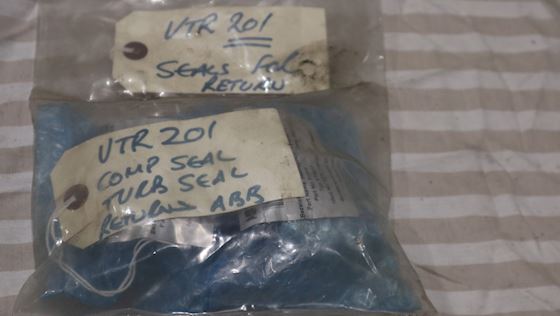 VTR 201
SEALS FOR
RETURN
VTR 201
COMP SEAL
TURB SEAL
RETURN ABB